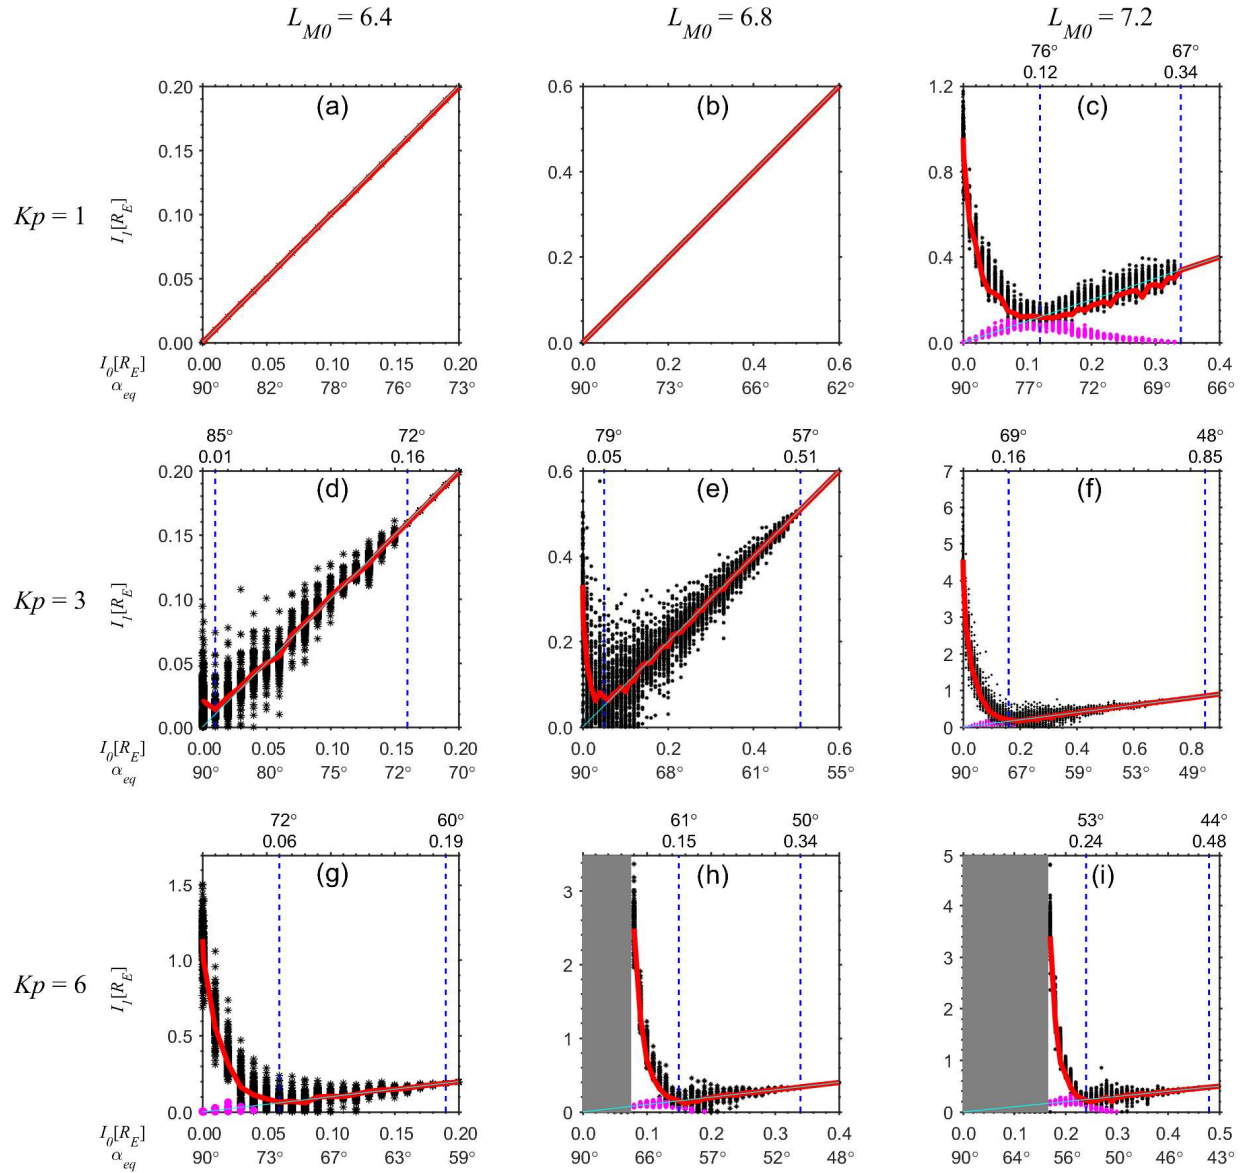 L_M0 = 6.4 L_M0 = 6.8 L_M0 = 7.2
76° 67°
0.12 0.34
Kp = 1
(a) (b) (c)
I_1[R_E]
0.20 0.6 1.2
0.15 0.8
0.10 0.4 0.4
0.05 0.2
0.00 0.0 0.0
I_0[R_E] 0.00 0.05 0.10 0.15 0.20 0.0 0.2 0.4 0.6 0.0 0.1 0.2 0.3 0.4
α_eq 90° 82° 78° 76° 73° 90° 73° 66° 62° 90° 77° 72° 69° 66°
85° 72° 79° 57° 69° 48°
0.01 0.16 0.05 0.51 0.16 0.85
Kp = 3
(d) (e) (f)
I_1[R_E]
0.20 0.6 7
6
0.15 5
0.4 4
0.10 3
0.2 2
0.05 1
0.00 0.0 0
I_0[R_E] 0.00 0.05 0.10 0.15 0.20 0.0 0.2 0.4 0.6 0.0 0.2 0.4 0.6 0.8
α_eq 90° 80° 75° 72° 70° 90° 68° 61° 55° 90° 67° 59° 53° 49°
72° 60° 61° 50° 53° 44°
0.06 0.19 0.15 0.34 0.24 0.48
Kp = 6
(g) (h) (i)
I_1[R_E]
5
1.5 3 4
1.0 2 3
0.5 1 2
1
0.0 0 0
I_0[R_E] 0.00 0.05 0.10 0.15 0.20 0.0 0.1 0.2 0.3 0.4 0.0 0.1 0.2 0.3 0.4 0.5
α_eq 90° 73° 67° 63° 59° 90° 66° 57° 52° 48° 90° 64° 56° 50° 46° 43°